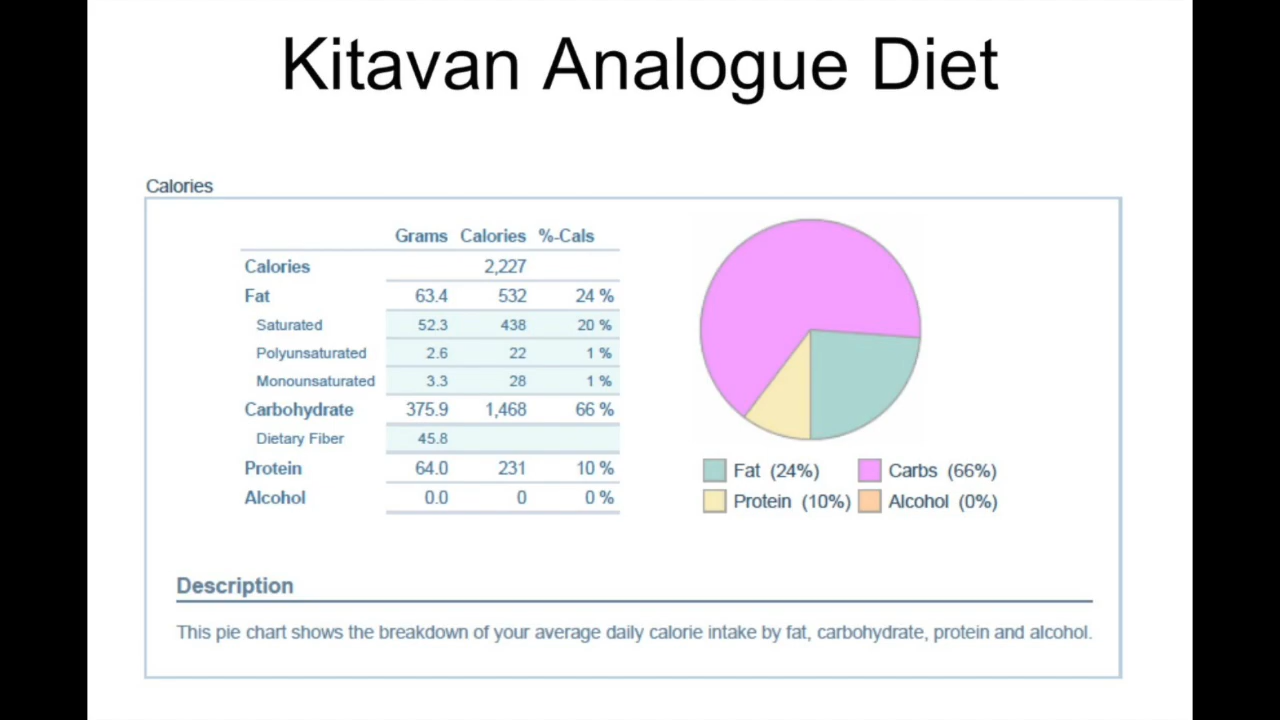 Kitavan Analogue Diet
Calories
Grams Calories %-Cals
Calories 2,227
Fat 63.4 532 24 %
Saturated 52.3 438 20 %
Polyunsaturated 2.6 22 1 %
Monounsaturated 3.3 28 1 %
Carbohydrate 375.9 1,468 66 %
Dietary Fiber 45.8
Protein 64.0 231 10 %
Alcohol 0.0 0 0 %
Fat (24%) Carbs (66%)
Protein (10%) Alcohol (0%)
Description
This pie chart shows the breakdown of your average daily calorie intake by fat, carbohydrate, protein and alcohol.